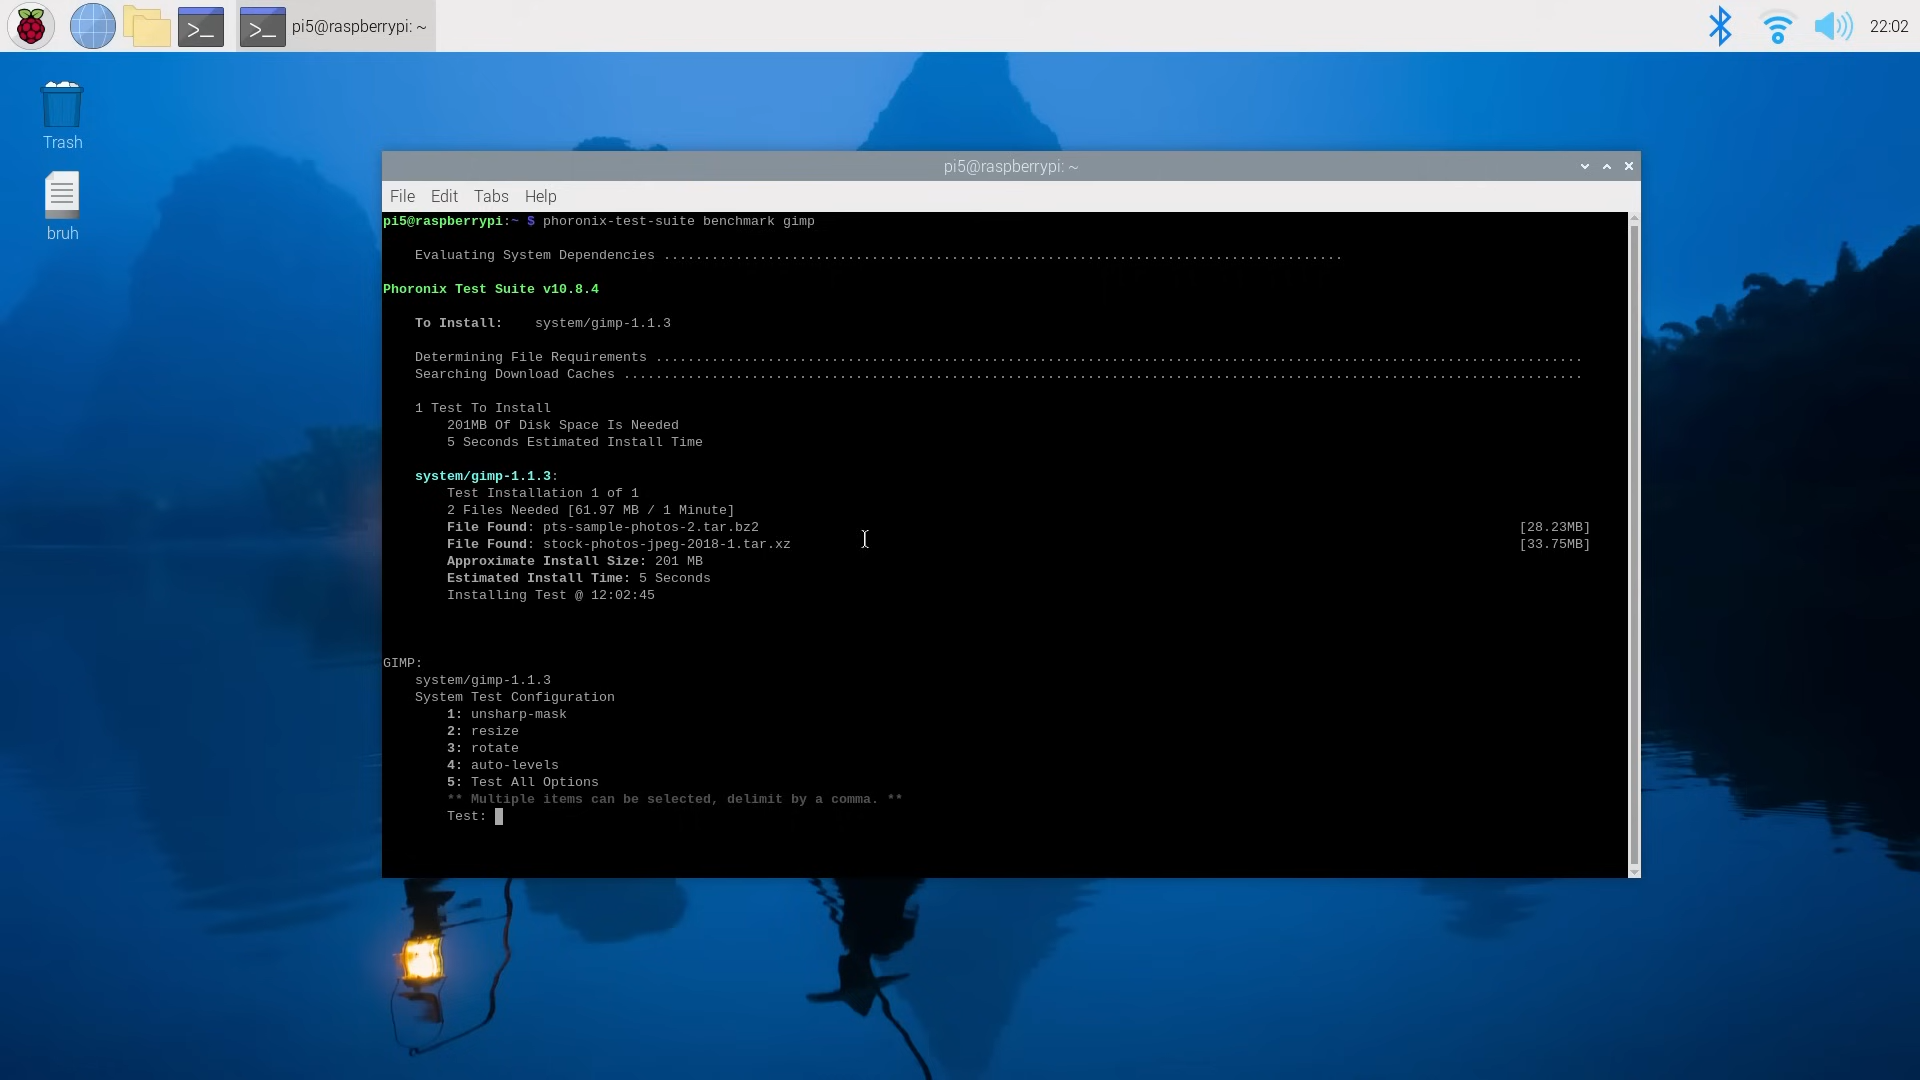 pi5@raspberrypi: ~
22:02
Trash
bruh
pi5@raspberrypi: ~
File Edit Tabs Help
pi5@raspberrypi:~ $ phoronix-test-suite benchmark gimp
Evaluating System Dependencies .....................................................................................
Phoronix Test Suite v10.8.4
To Install: system/gimp-1.1.3
Determining File Requirements ....................................................................................................................
Searching Download Caches ........................................................................................................................
1 Test To Install
201MB Of Disk Space Is Needed
5 Seconds Estimated Install Time
system/gimp-1.1.3:
Test Installation 1 of 1
2 Files Needed [61.97 MB / 1 Minute]
File Found: pts-sample-photos-2.tar.bz2 [28.23MB]
File Found: stock-photos-jpeg-2018-1.tar.xz [33.75MB]
Approximate Install Size: 201 MB
Estimated Install Time: 5 Seconds
Installing Test @ 12:02:45
GIMP:
system/gimp-1.1.3
System Test Configuration
1: unsharp-mask
2: resize
3: rotate
4: auto-levels
5: Test All Options
** Multiple items can be selected, delimit by a comma. **
Test: